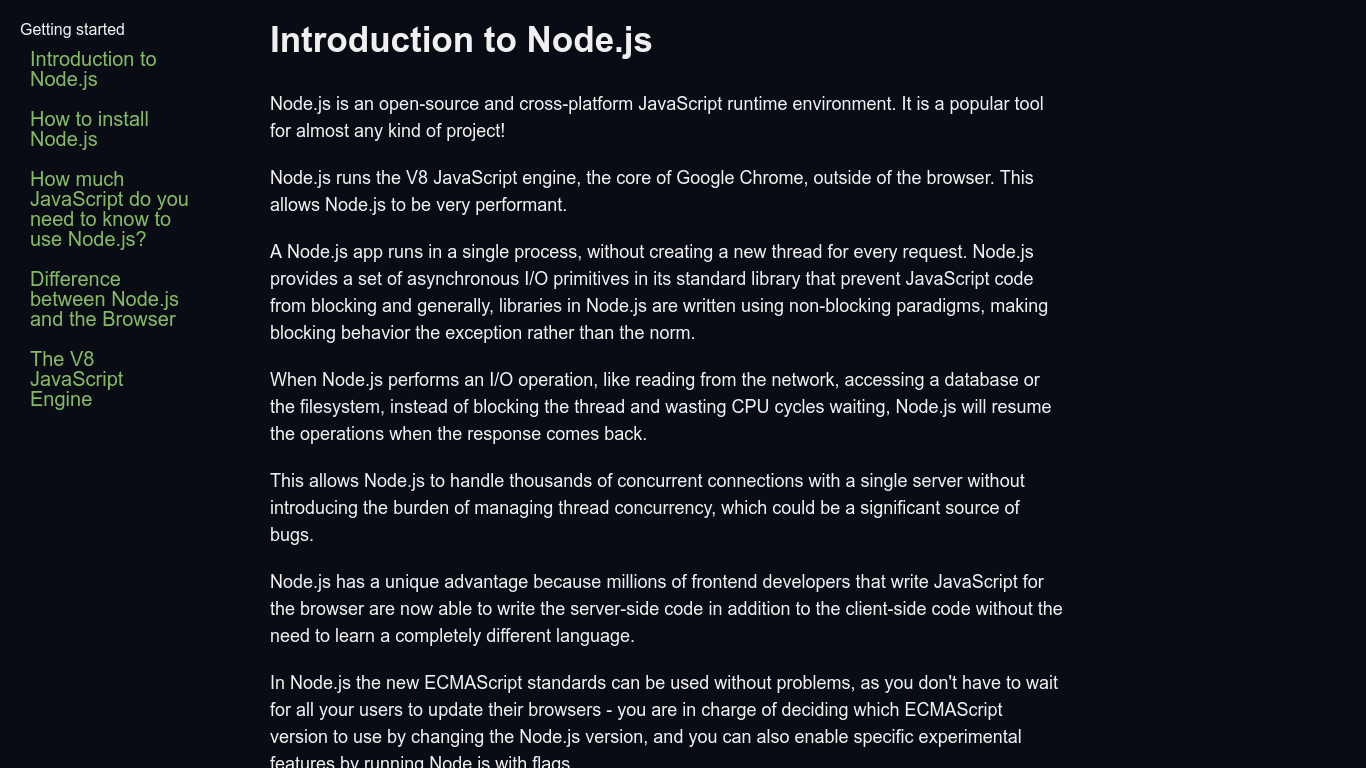 Getting started
Introduction to
Node.js
How to install
Node.js
How much
JavaScript do you
need to know to
use Node.js?
Difference
between Node.js
and the Browser
The V8
JavaScript
Engine
Introduction to Node.js
Node.js is an open-source and cross-platform JavaScript runtime environment. It is a popular tool
for almost any kind of project!
Node.js runs the V8 JavaScript engine, the core of Google Chrome, outside of the browser. This
allows Node.js to be very performant.
A Node.js app runs in a single process, without creating a new thread for every request. Node.js
provides a set of asynchronous I/O primitives in its standard library that prevent JavaScript code
from blocking and generally, libraries in Node.js are written using non-blocking paradigms, making
blocking behavior the exception rather than the norm.
When Node.js performs an I/O operation, like reading from the network, accessing a database or
the filesystem, instead of blocking the thread and wasting CPU cycles waiting, Node.js will resume
the operations when the response comes back.
This allows Node.js to handle thousands of concurrent connections with a single server without
introducing the burden of managing thread concurrency, which could be a significant source of
bugs.
Node.js has a unique advantage because millions of frontend developers that write JavaScript for
the browser are now able to write the server-side code in addition to the client-side code without the
need to learn a completely different language.
In Node.js the new ECMAScript standards can be used without problems, as you don't have to wait
for all your users to update their browsers - you are in charge of deciding which ECMAScript
version to use by changing the Node.js version, and you can also enable specific experimental
features by running Node.js with flags.